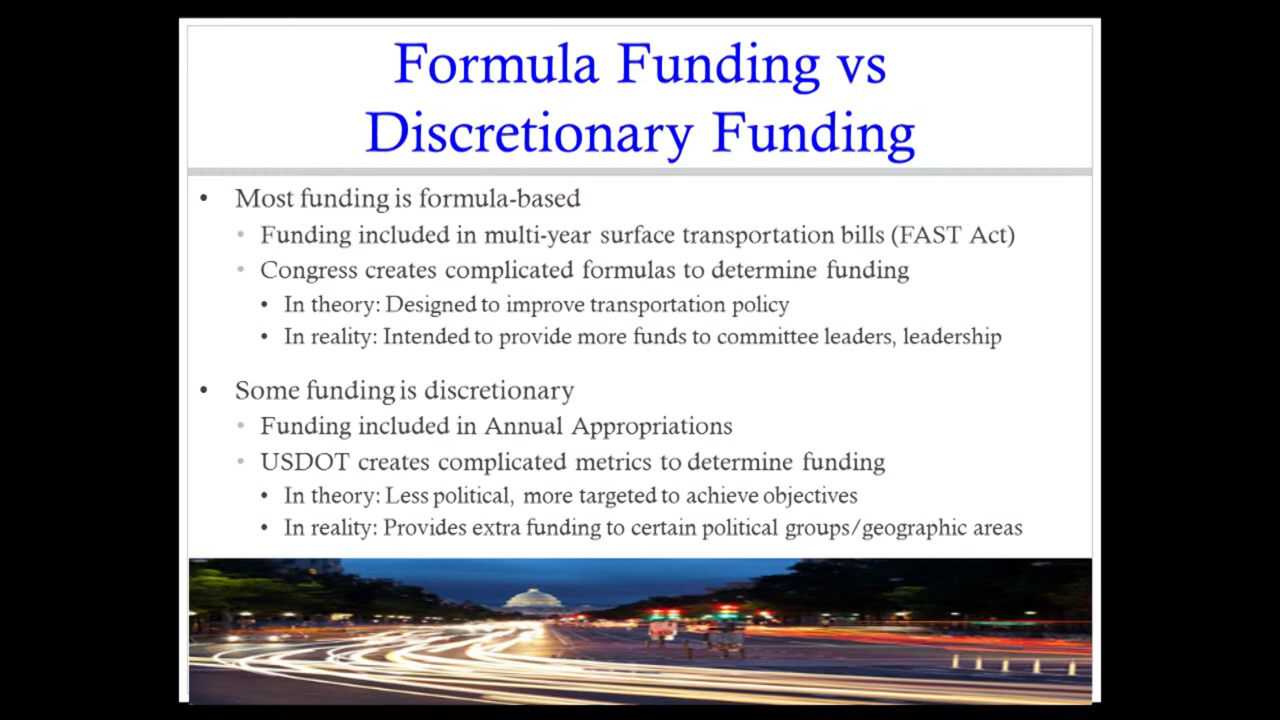 Formula Funding vs
Discretionary Funding
• Most funding is formula-based
• Funding included in multi-year surface transportation bills (FAST Act)
• Congress creates complicated formulas to determine funding
• In theory: Designed to improve transportation policy
• In reality: Intended to provide more funds to committee leaders, leadership
• Some funding is discretionary
• Funding included in Annual Appropriations
• USDOT creates complicated metrics to determine funding
• In theory: Less political, more targeted to achieve objectives
• In reality: Provides extra funding to certain political groups/geographic areas